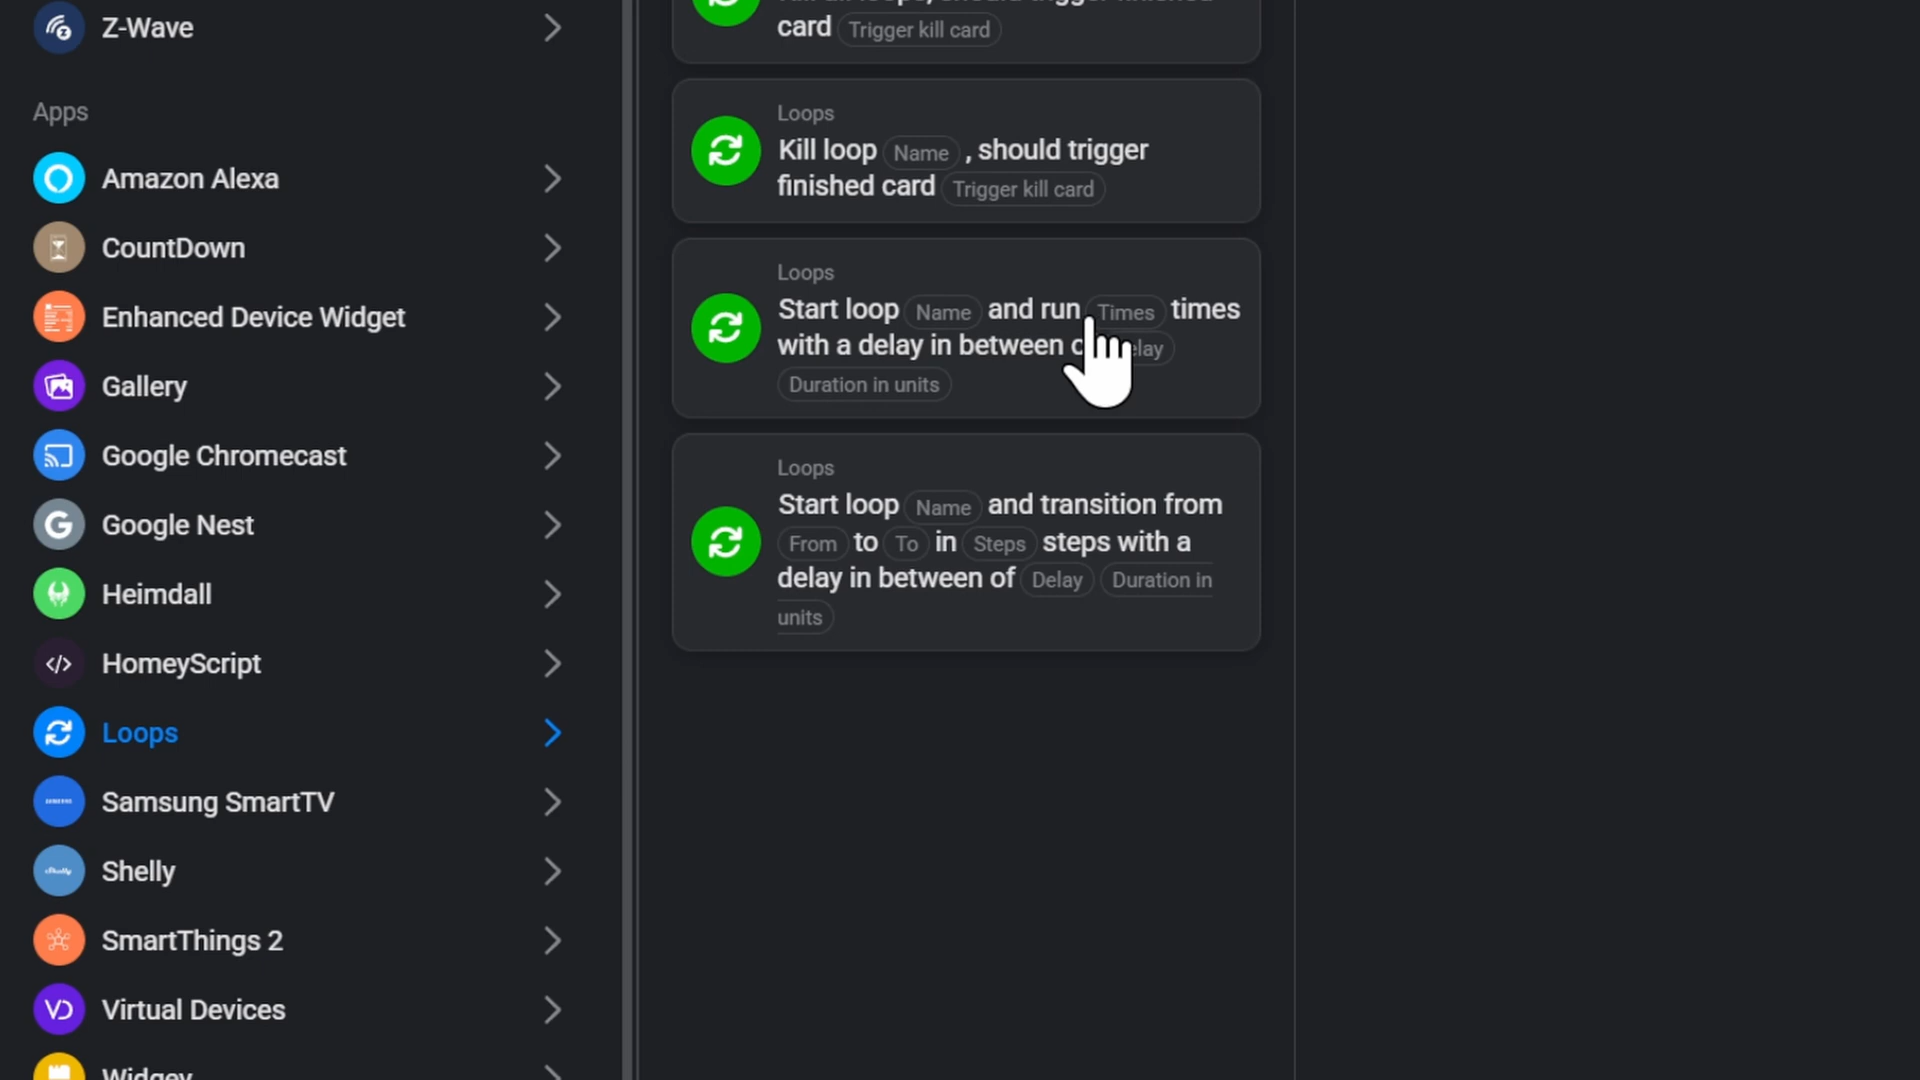 Z-Wave
Apps
Amazon Alexa
CountDown
Enhanced Device Widget
Gallery
Google Chromecast
Google Nest
Heimdall
HomeyScript
Loops
Samsung SmartTV
Shelly
SmartThings 2
Virtual Devices
card Trigger kill card
Loops
Kill loop Name , should trigger
finished card Trigger kill card
Loops
Start loop Name and run Times times
with a delay in between
Duration in units
Loops
Start loop Name and transition from
From to To in Steps steps with a
delay in between of Delay Duration in
units